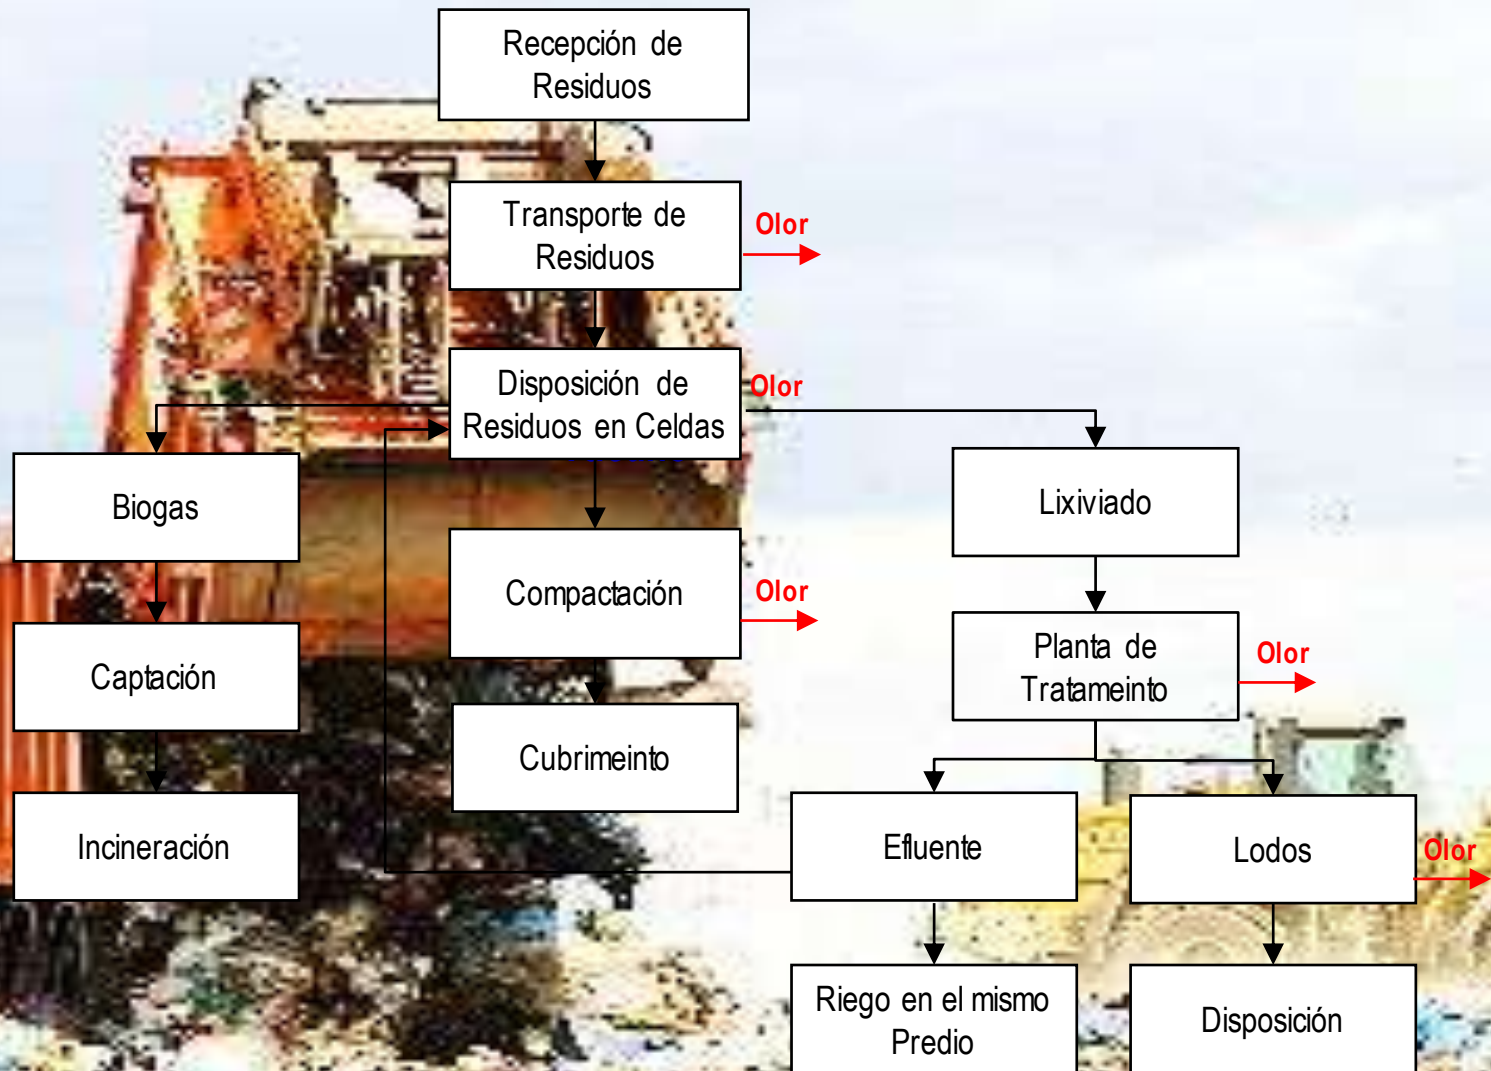 Recepción de
Residuos
Transporte de
Residuos
Olor
Disposición de
Residuos en Celdas
Olor
Biogas
Lixiviado
Compactación
Olor
Captación
Planta de
Tratameinto
Olor
Cubrimeinto
Incineración
Efluente
Lodos
Olor
Riego en el mismo
Predio
Disposición